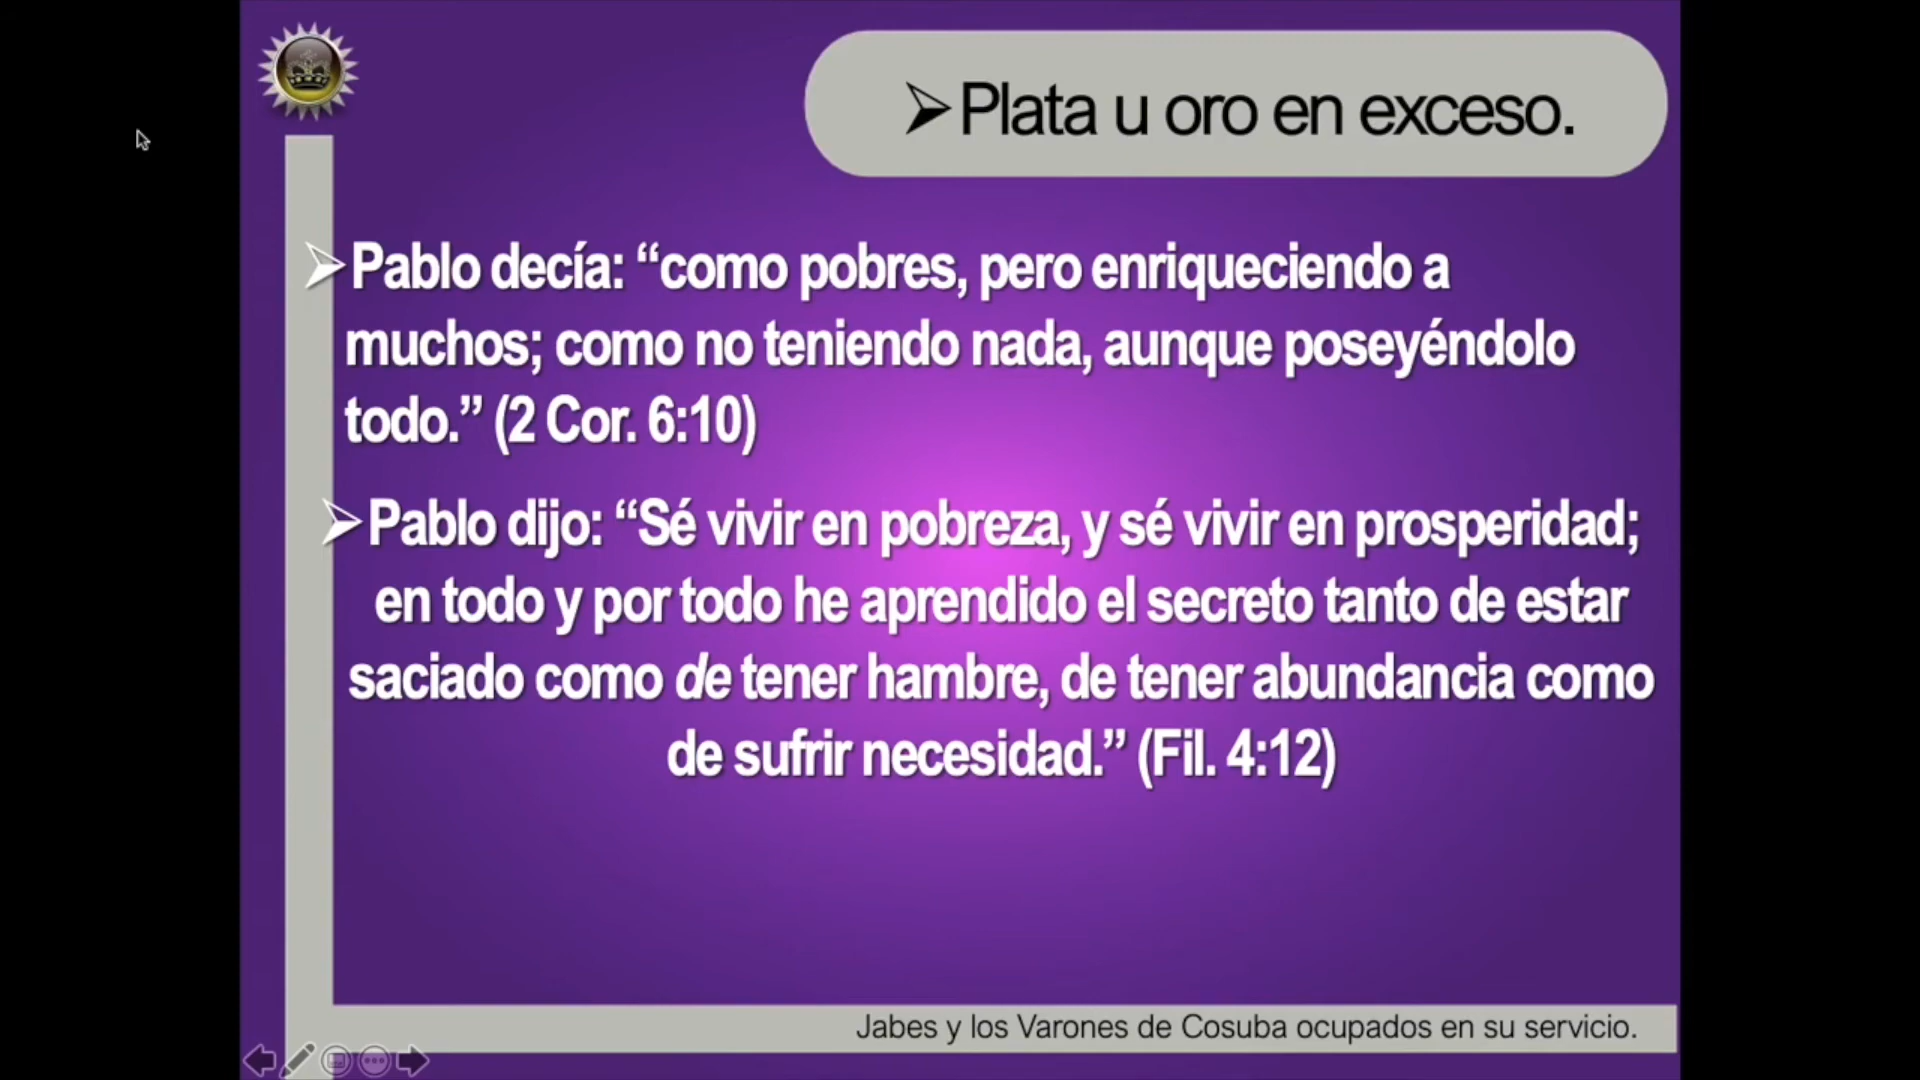 ➢Plata u oro en exceso.
➢Pablo decía: “como pobres, pero enriqueciendo a
muchos; como no teniendo nada, aunque poseyéndolo
todo.” (2 Cor. 6:10)
➢Pablo dijo: “Sé vivir en pobreza, y sé vivir en prosperidad;
en todo y por todo he aprendido el secreto tanto de estar
saciado como de tener hambre, de tener abundancia como
de sufrir necesidad.” (Fil. 4:12)
Jabes y los Varones de Cosuba ocupados en su servicio.